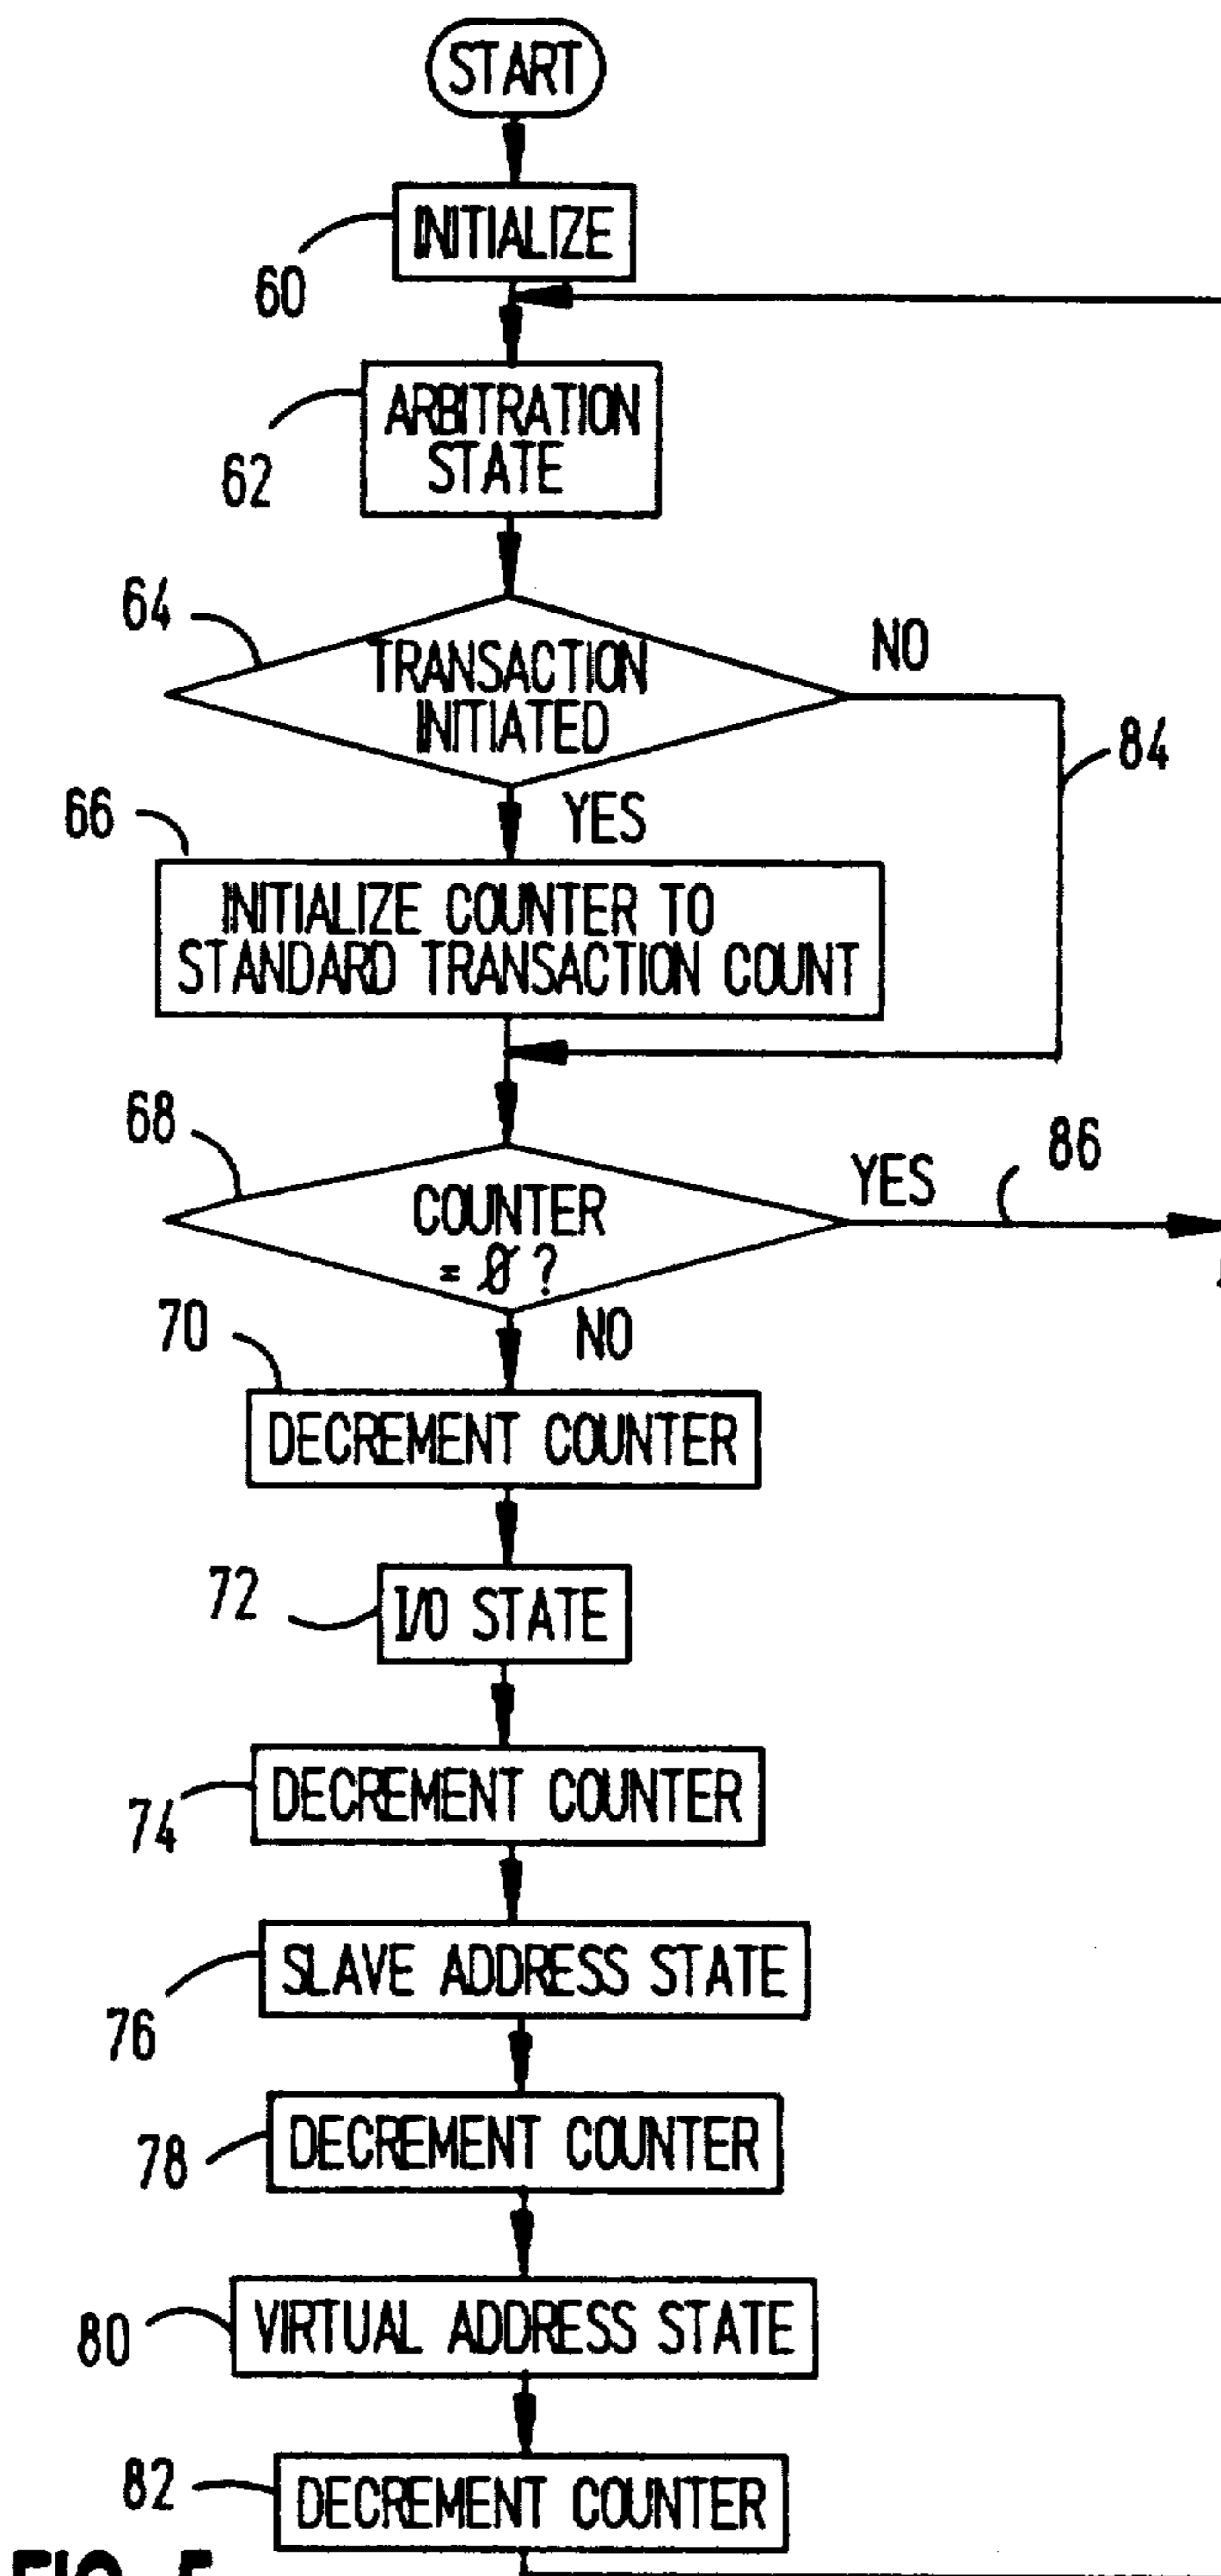 START
INITIALIZE
60
ARBITRATION
STATE
62
64
TRANSACTION
INITIATED
NO
84
YES
66
INITIALIZE COUNTER TO
STANDARD TRANSACTION COUNT
68
COUNTER
= 0 ?
YES
86
NO
70
DECREMENT COUNTER
72
I/O STATE
74
DECREMENT COUNTER
76
SLAVE ADDRESS STATE
78
DECREMENT COUNTER
80
VIRTUAL ADDRESS STATE
82
DECREMENT COUNTER